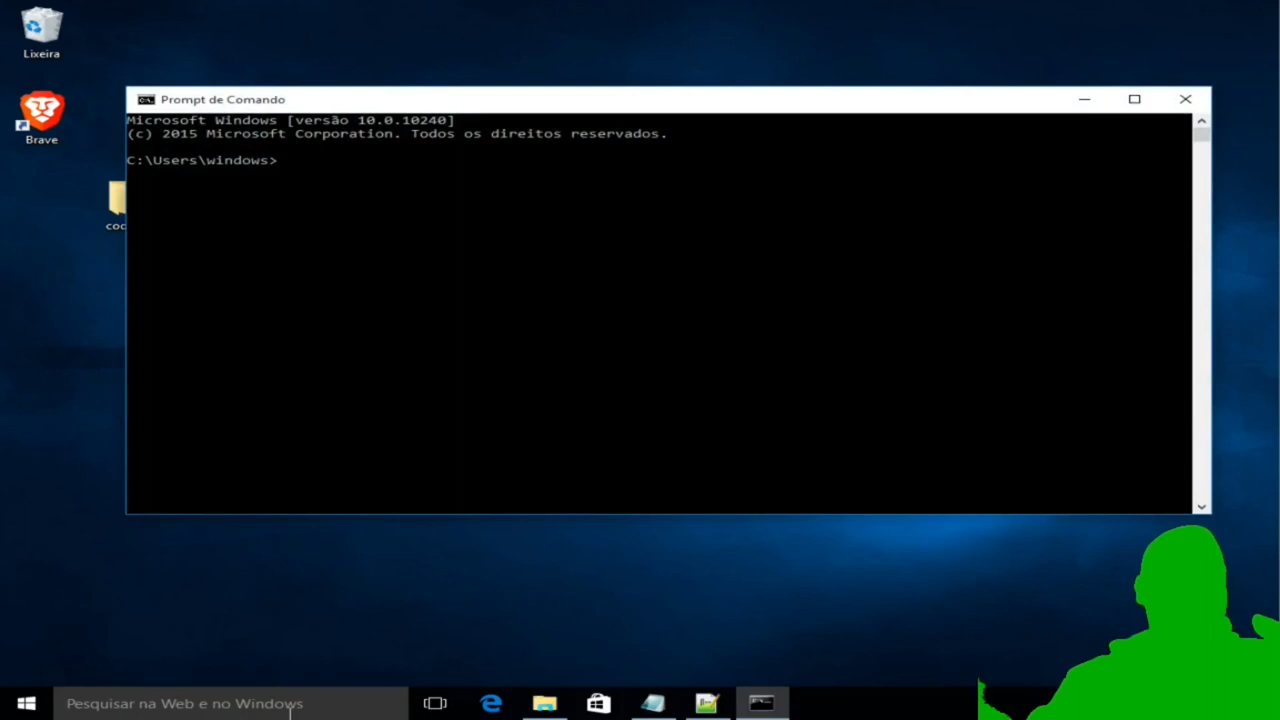 Lixeira
Brave
Prompt de Comando
Microsoft Windows [versão 10.0.10240]
(c) 2015 Microsoft Corporation. Todos os direitos reservados.
C:\Users\windows>
Pesquisar na Web e no Windows